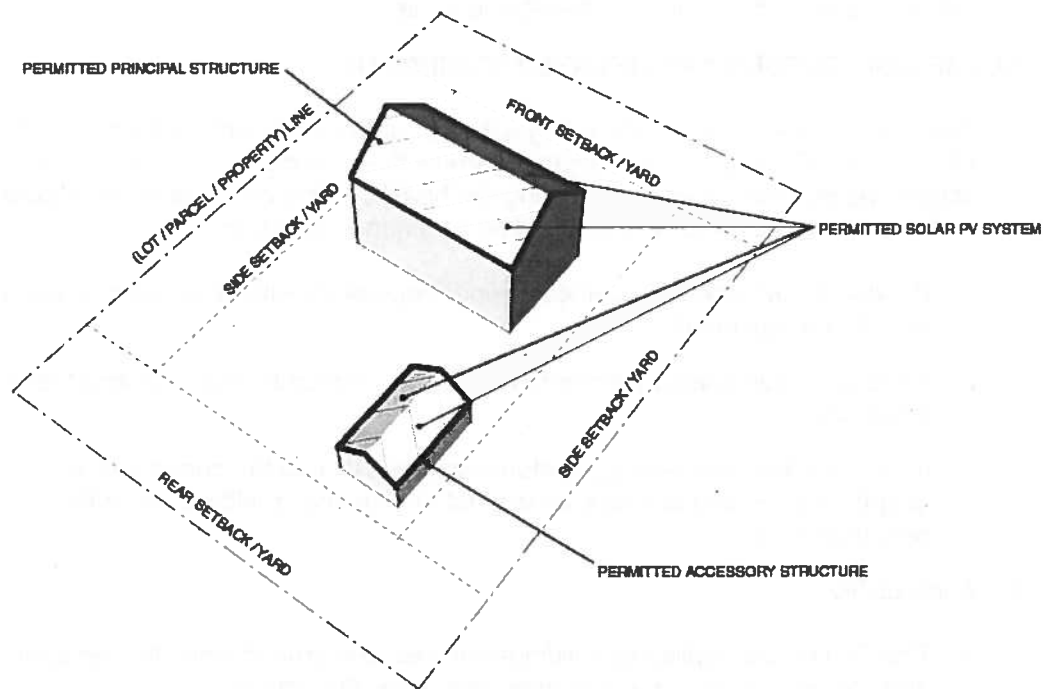 PERMITTED PRINCIPAL STRUCTURE
FRONT SETBACK / YARD
(LOT / PARCEL / PROPERTY) LINE
SIDE SETBACK / YARD
PERMITTED SOLAR PV SYSTEM
SIDE SETBACK / YARD
REAR SETBACK / YARD
PERMITTED ACCESSORY STRUCTURE